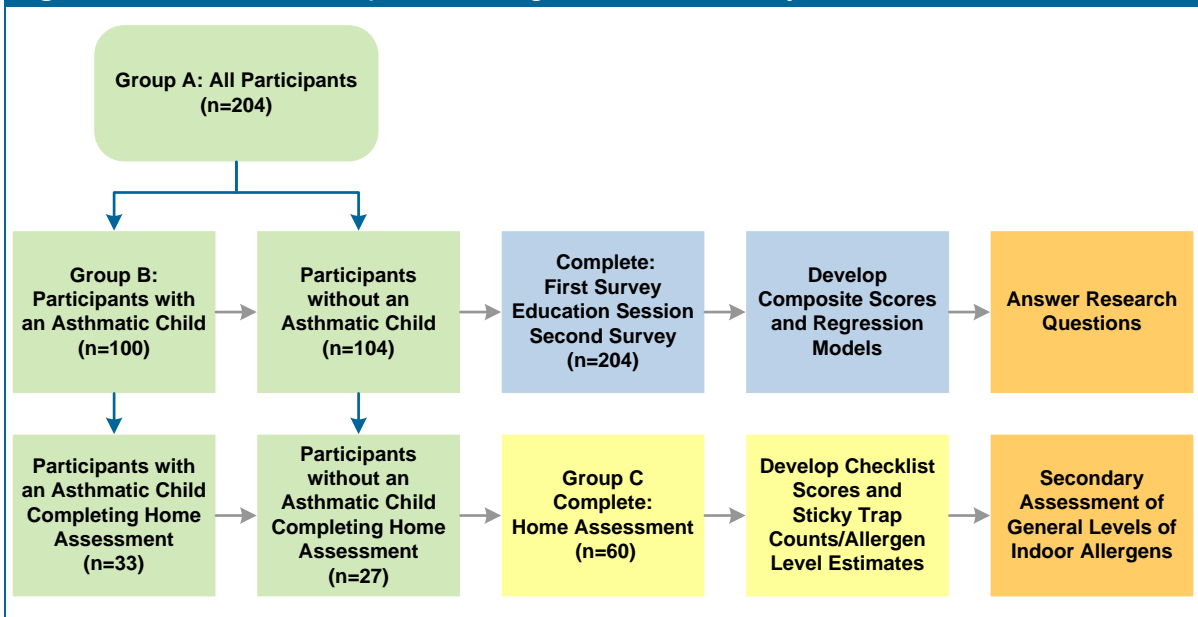 Group A: All Participants
(n=204)
Group B:
Participants with
an Asthmatic Child
(n=100)
Participants
without an
Asthmatic Child
(n=104)
Complete:
First Survey
Education Session
Second Survey
(n=204)
Develop
Composite Scores
and Regression
Models
Answer Research
Questions
Participants with
an Asthmatic Child
Completing Home
Assessment
(n=33)
Participants
without an
Asthmatic Child
Completing Home
Assessment
(n=27)
Group C
Complete:
Home Assessment
(n=60)
Develop Checklist
Scores and
Sticky Trap
Counts/Allergen
Level Estimates
Secondary
Assessment of
General Levels of
Indoor Allergens